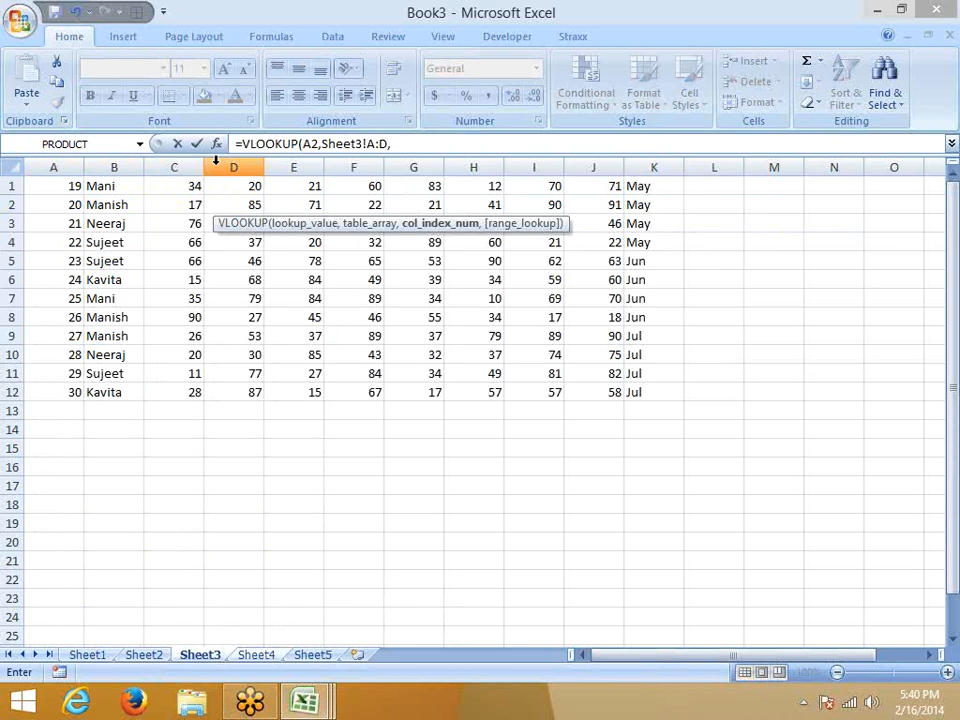 Book3 - Microsoft Excel
Home Insert Page Layout Formulas Data Review View Developer Straxx
Paste
11 A A
General
Conditional Formatting
Format as Table
Cell Styles
Insert
Delete
Format
Sort & Filter
Find & Select
B I U
$ % ,
Clipboard Font Alignment Number Styles Cells Editing
PRODUCT fx =VLOOKUP(A2,Sheet3!A:D,
A B C D E F G H I J K L M N O
1 19 Mani 34 20 21 60 83 12 70 71 May
2 20 Manish 17 85 71 22 21 41 90 91 May
3 21 Neeraj 76 VLOOKUP(lookup_value, table_array, col_index_num, [range_lookup]) 46 May
4 22 Sujeet 66 37 20 32 89 60 21 22 May
5 23 Sujeet 66 46 78 65 53 90 62 63 Jun
6 24 Kavita 15 68 84 49 39 34 59 60 Jun
7 25 Mani 35 79 84 89 34 10 69 70 Jun
8 26 Manish 90 27 45 46 55 34 17 18 Jun
9 27 Manish 26 53 37 89 37 79 89 90 Jul
10 28 Neeraj 20 30 85 43 32 37 74 75 Jul
11 29 Sujeet 11 77 27 84 34 49 81 82 Jul
12 30 Kavita 28 87 15 67 17 57 57 58 Jul
13
14
15
16
17
18
19
20
21
22
23
24
25
Sheet1 Sheet2 Sheet3 Sheet4 Sheet5
Enter 100%
5:40 PM
2/16/2014